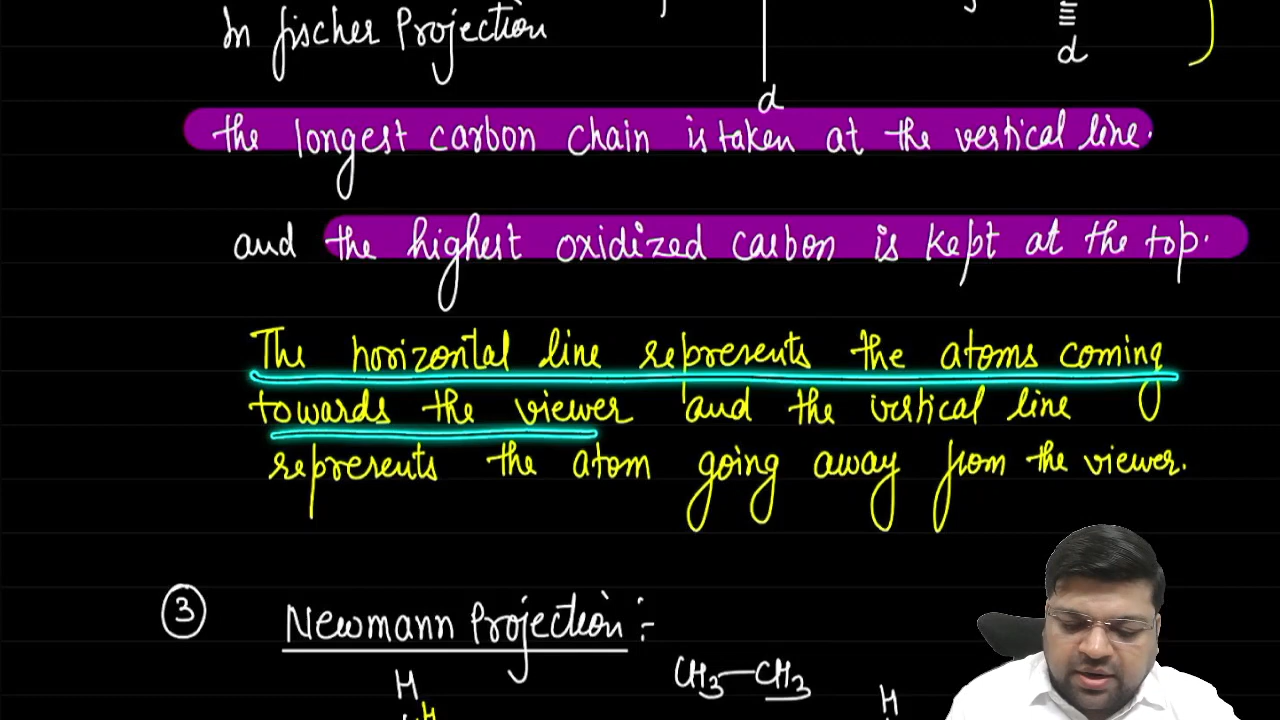 In fischer Projection
d
d
the longest carbon chain is taken at the vertical line.
and the highest oxidized carbon is kept at the top.
The horizontal line represents the atoms coming
towards the viewer and the vertical line
represents the atom going away from the viewer.
3 Newmann Projection :-
H
CH3-CH3
H
H